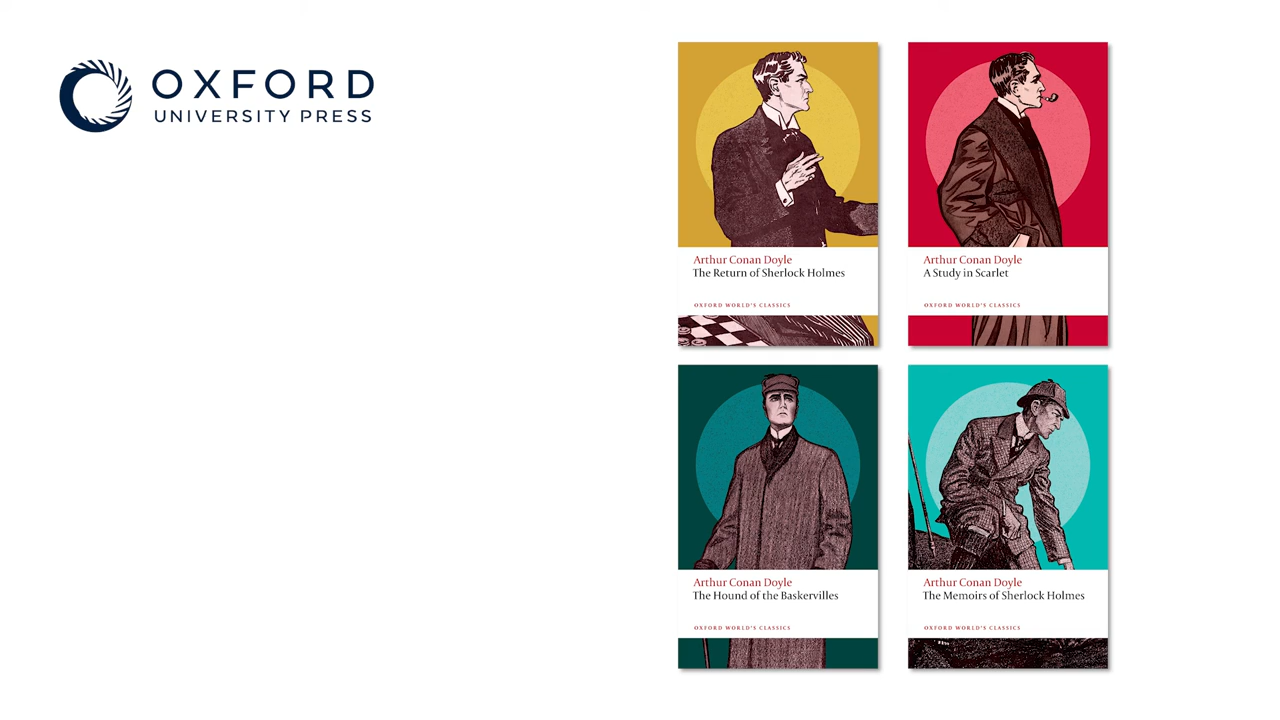 OXFORD
UNIVERSITY PRESS
Arthur Conan Doyle
The Return of Sherlock Holmes
OXFORD WORLD'S CLASSICS
Arthur Conan Doyle
A Study in Scarlet
OXFORD WORLD'S CLASSICS
Arthur Conan Doyle
The Hound of the Baskervilles
OXFORD WORLD'S CLASSICS
Arthur Conan Doyle
The Memoirs of Sherlock Holmes
OXFORD WORLD'S CLASSICS